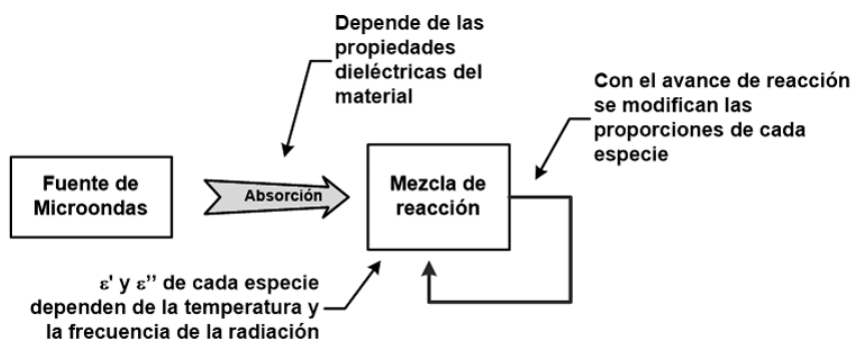 Depende de las
propiedades
dieléctricas del
material
Con el avance de reacción
se modifican las
proporciones de cada
especie
Fuente de
Microondas
Absorción
Mezcla de
reacción
ε' y ε’’ de cada especie
dependen de la temperatura y
la frecuencia de la radiación